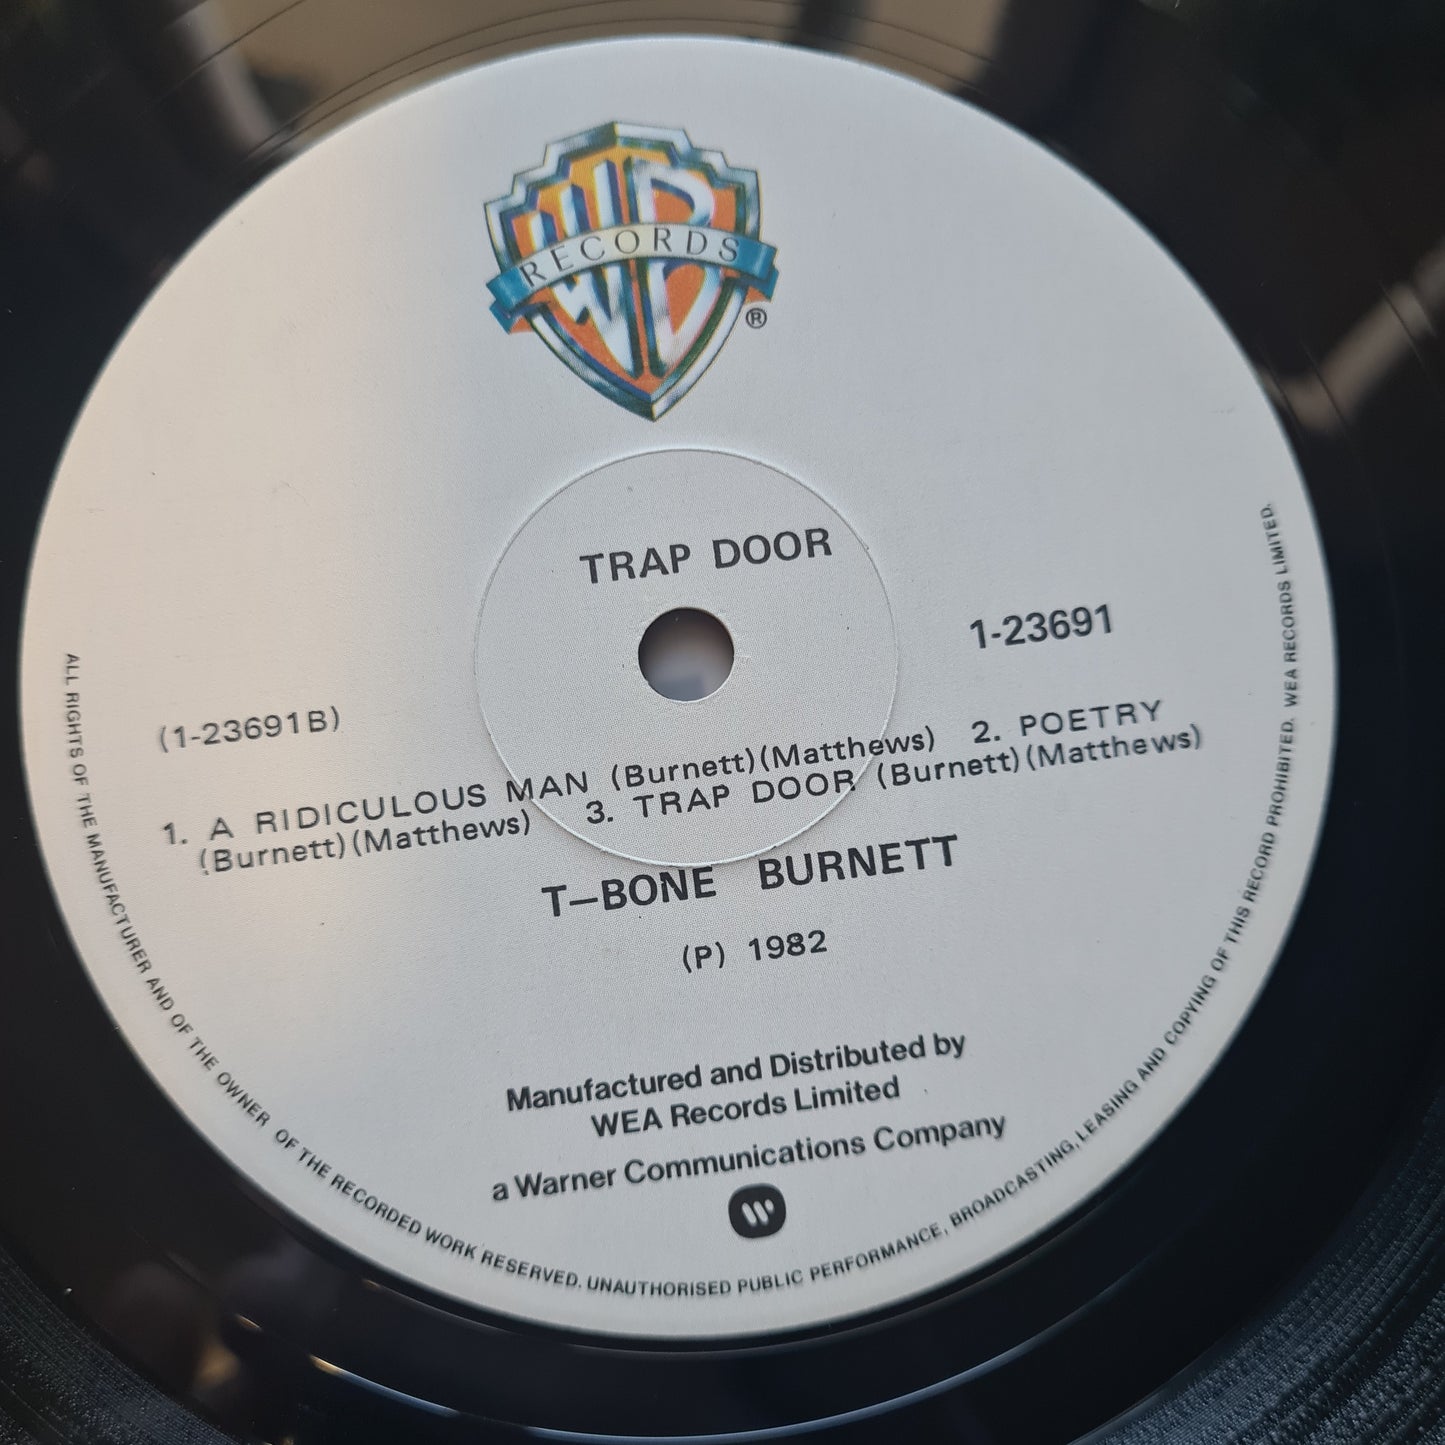 WB
RECORDS
®
TRAP DOOR
1-23691
(1-23691B)
1. A RIDICULOUS MAN (Burnett)(Matthews) 2. POETRY
(Burnett)(Matthews) 3. TRAP DOOR (Burnett)(Matthews)
T-BONE BURNETT
(P) 1982
Manufactured and Distributed by
WEA Records Limited
a Warner Communications Company
ALL RIGHTS OF THE MANUFACTURER AND OF THE OWNER OF THE RECORDED WORK RESERVED. UNAUTHORISED PUBLIC PERFORMANCE, BROADCASTING, LEASING AND COPYING OF THIS RECORD PROHIBITED. WEA RECORDS LIMITED.